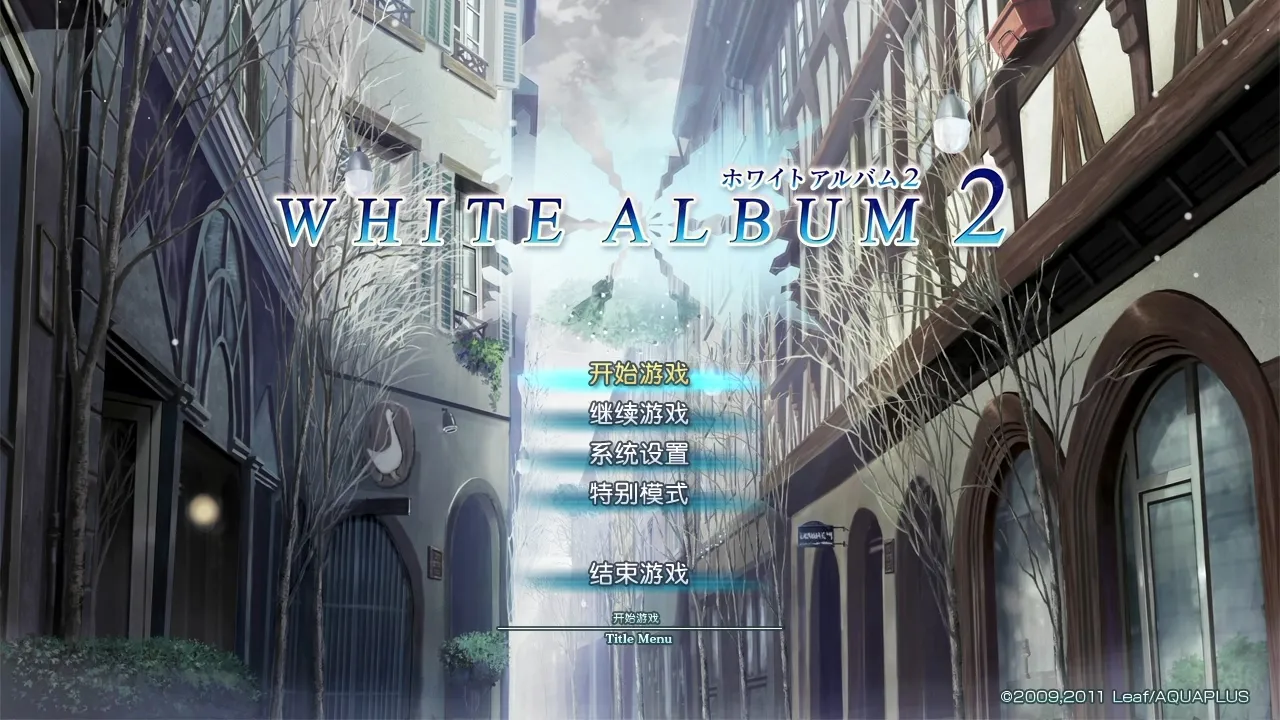 ホワイトアルバム2
WHITE ALBUM 2
开始游戏
继续游戏
系统设置
特别模式
结束游戏
开始游戏
Title Menu
©2009,2011 Leaf/AQUAPLUS